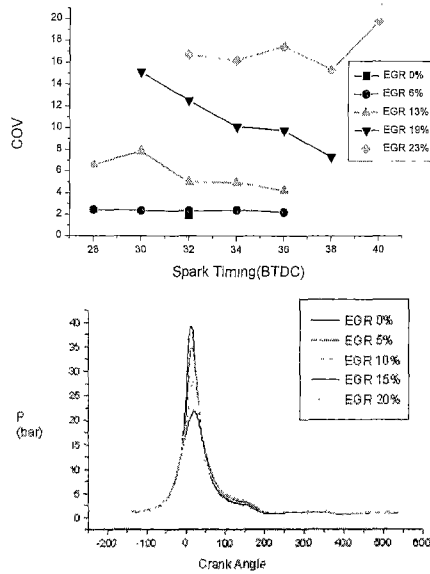 20
18
16
14
12
10
8
6
4
2
0
COV
28 30 32 34 36 38 40
Spark Timing(BTDC)
EGR 0%
EGR 6%
EGR 13%
EGR 19%
EGR 23%
40
35
30
25
20
15
10
5
0
P
(bar)
-200 -100 0 100 200 300 400 500 600
Crank Angle
EGR 0%
EGR 5%
EGR 10%
EGR 15%
EGR 20%